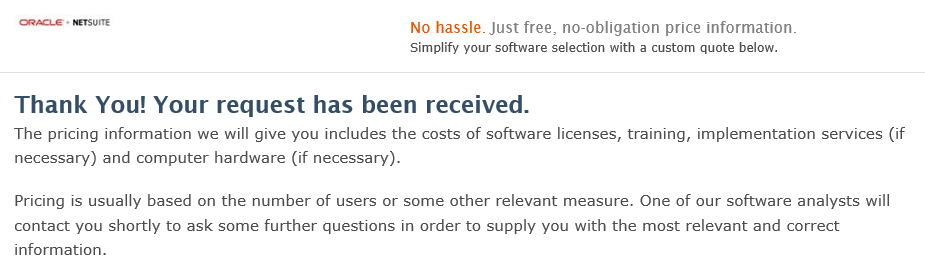 ORACLE + NETSUITE
No hassle. Just free, no-obligation price information.
Simplify your software selection with a custom quote below.
Thank You! Your request has been received.
The pricing information we will give you includes the costs of software licenses, training, implementation services (if
necessary) and computer hardware (if necessary).
Pricing is usually based on the number of users or some other relevant measure. One of our software analysts will
contact you shortly to ask some further questions in order to supply you with the most relevant and correct
information.